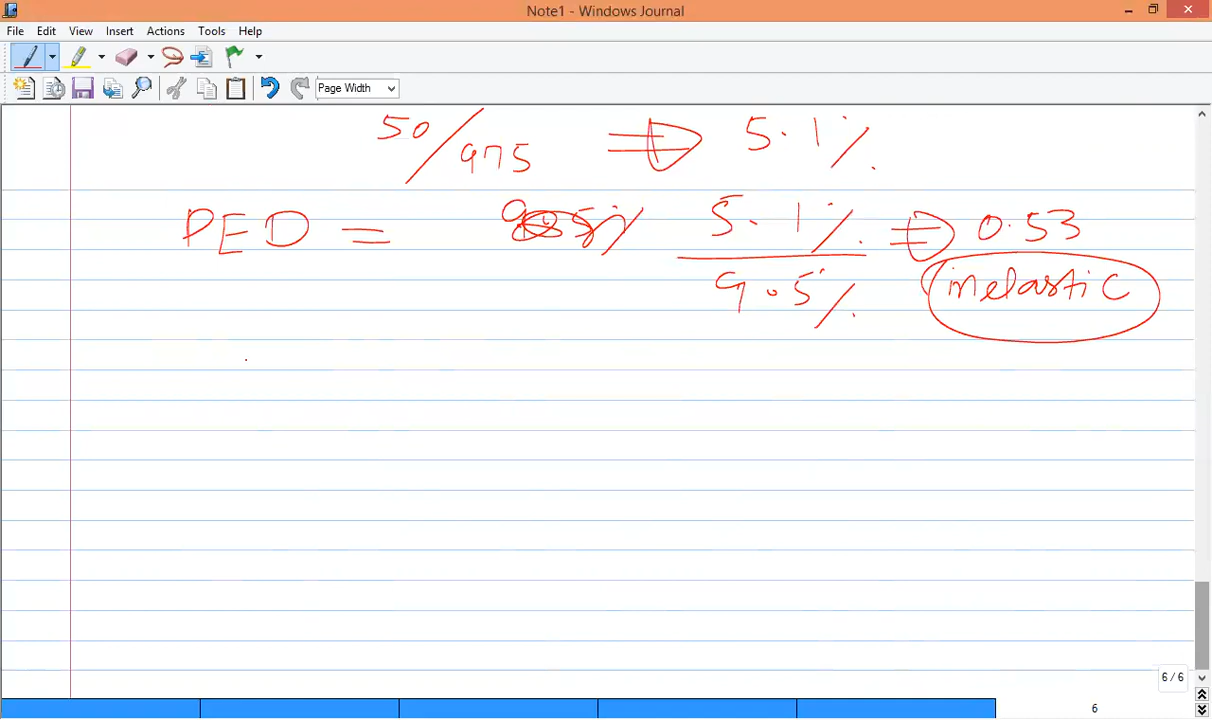 Note1 - Windows Journal
File Edit View Insert Actions Tools Help
Page Width
50/975 ⇒ 5.1%
PED = 5.1%/9.5% ⇒ 0.53
inelastic
6 / 6
6